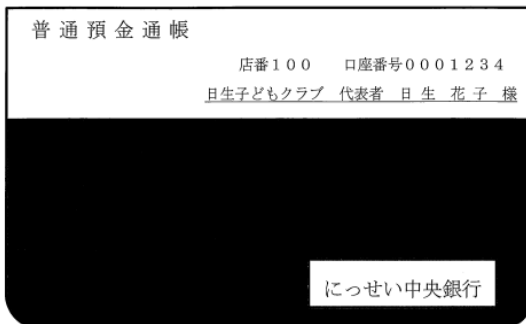 普通預金通帳
店番100 口座番号0001234
日生子どもクラブ 代表者 日生 花子 様
にっせい中央銀行